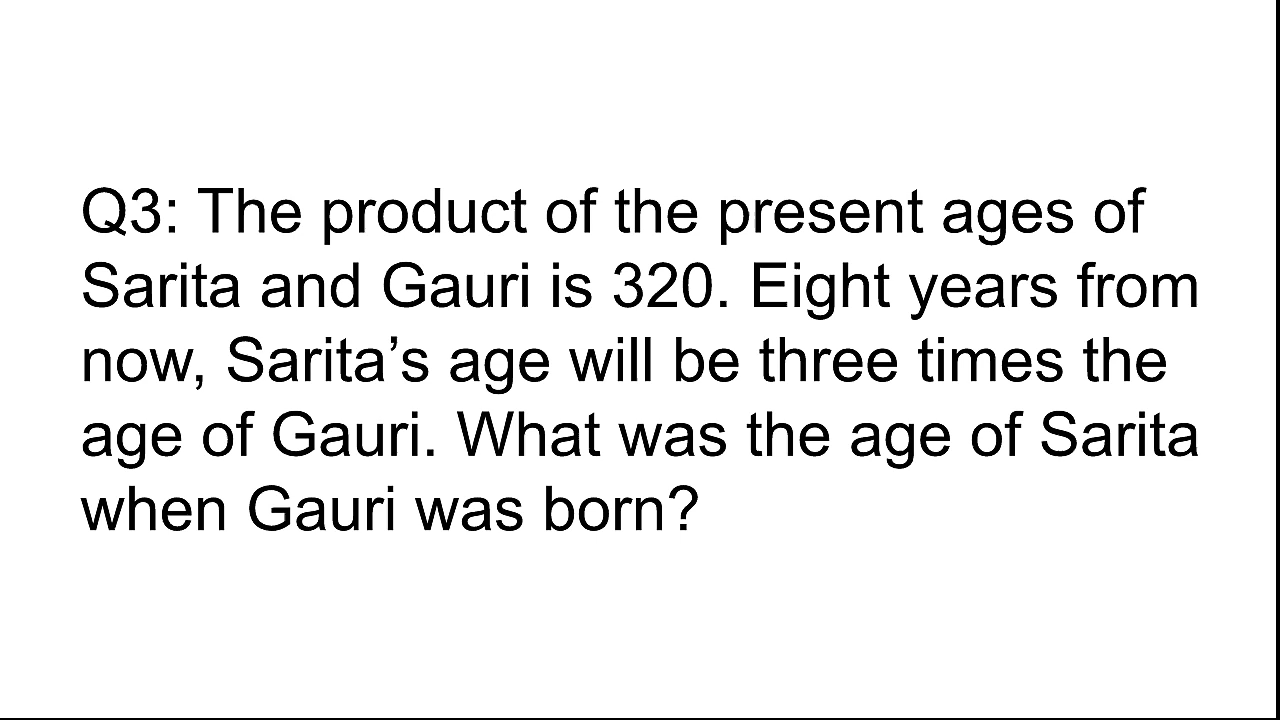 Q3: The product of the present ages of
Sarita and Gauri is 320. Eight years from
now, Sarita’s age will be three times the
age of Gauri. What was the age of Sarita
when Gauri was born?